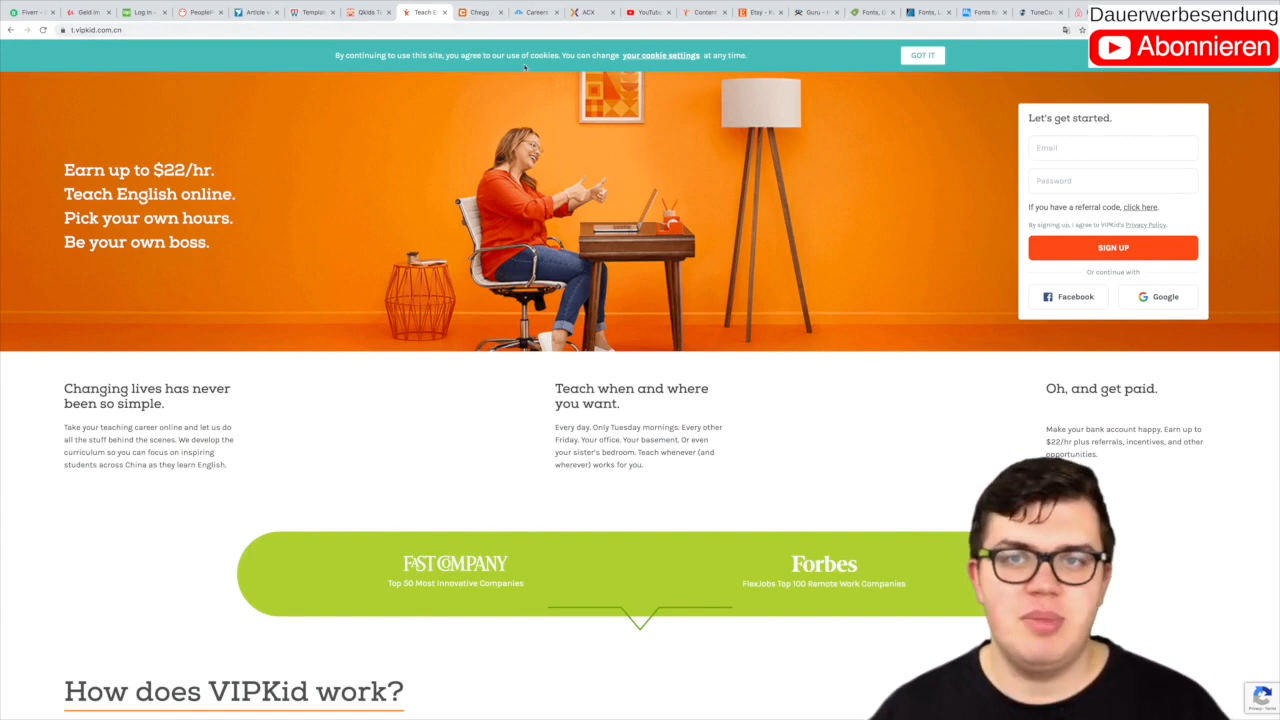 Fiverr
Geld im
Log in
PeopleP
Article v
Templat
Qkids Te
Teach E
Chegg
Careers
ACX
YouTube
Content
Etsy
Guru
Fonts,
Fonts,
Fonts
TuneCo
Dauerwerbesendung
t.vipkid.com.cn
Abonnieren
By continuing to use this site, you agree to our use of cookies. You can change your cookie settings at any time.
GOT IT
Earn up to $22/hr.
Teach English online.
Pick your own hours.
Be your own boss.
Let's get started.
Email
Password
If you have a referral code, click here.
By signing up, I agree to VIPKid's Privacy Policy.
SIGN UP
Or continue with
Facebook
Google
Changing lives has never
been so simple.
Take your teaching career online and let us do
all the stuff behind the scenes. We develop the
curriculum so you can focus on inspiring
students across China as they learn English.
Teach when and where
you want.
Every day. Only Tuesday mornings. Every other
Friday. Your office. Your basement. Or even
your sister's bedroom. Teach whenever (and
wherever) works for you.
Oh, and get paid.
Make your bank account happy. Earn up to
$22/hr plus referrals, incentives, and other
opportunities.
FAST COMPANY
Top 50 Most Innovative Companies
Forbes
FlexJobs Top 100 Remote Work Companies
How does VIPKid work?
Privacy - Terms